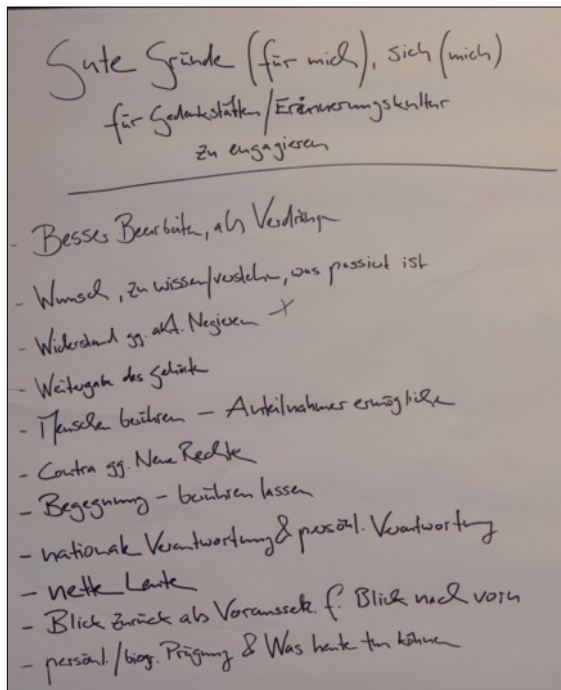 Gute Gründe (für mich), sich (mich)
für Gedenkstätten/Erinnerungskultur
zu engagieren
- Besser Bearbeiten, als Verdrängen
- Wunsch, zu wissen/verstehen, was passiert ist
- Widerstand gg. akt. Negieren +
- Weitergabe des
- Menschen berühren – Anteilnahme ermöglichen
- Contra gg. Neue Rechte
- Begegnung – berühren lassen
- nationale Verantwortung & persönl. Verantwortung
- nette Leute
- Blick zurück als Voraussetz. f. Blick nach vorn
- persönl./biog. Prägung & Was heute tun können